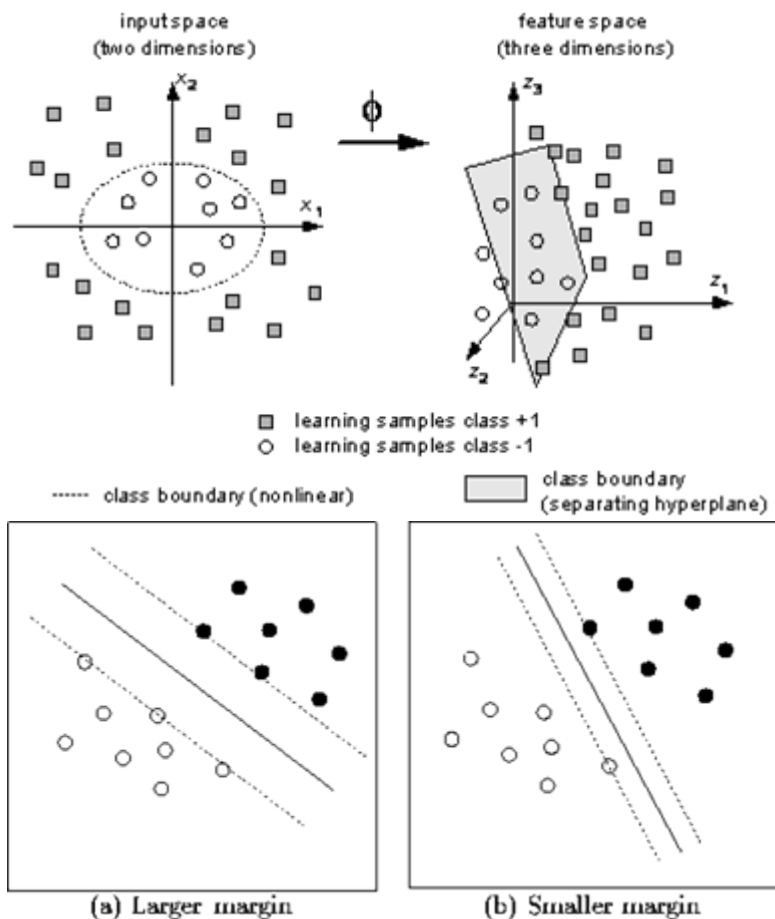 input space
(two dimensions)
feature space
(three dimensions)
x2
x1
ϕ
z3
z1
z2
learning samples class +1
learning samples class -1
class boundary (nonlinear)
class boundary
(separating hyperplane)
(a) Larger margin
(b) Smaller margin